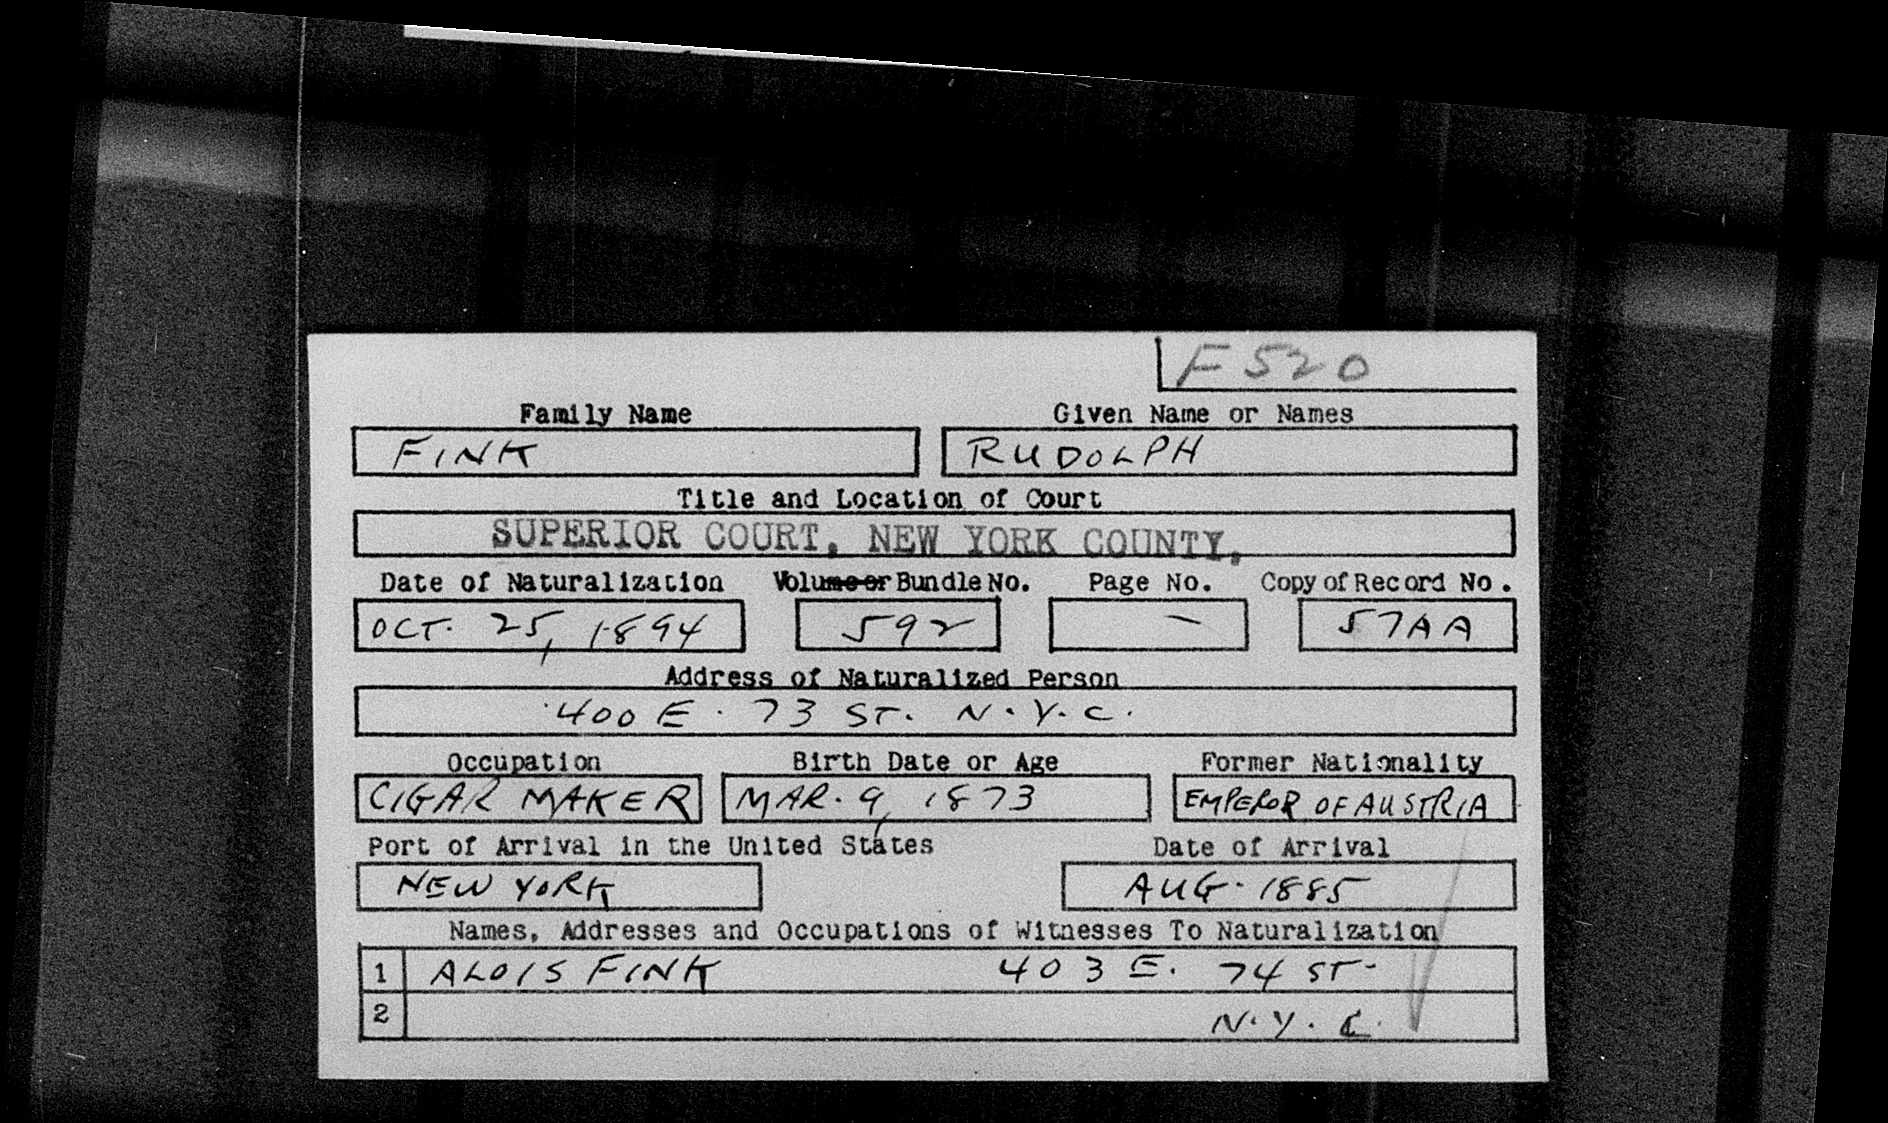 F520
Family Name Given Name or Names
FINK RUDOLPH
Title and Location of Court
SUPERIOR COURT, NEW YORK COUNTY.
Date of Naturalization Volume or Bundle No. Page No. Copy of Record No.
OCT. 25, 1894 592 - 57AA
Address of Naturalized Person
400 E. 73 ST. N.Y.C.
Occupation Birth Date or Age Former Nationality
CIGAR MAKER MAR. 9, 1873 EMPEROR OF AUSTRIA
Port of Arrival in the United States Date of Arrival
NEW YORK AUG. 1885
Names, Addresses and Occupations of Witnesses To Naturalization
1 ALOIS FINK 403 E. 74 ST-
2 N.Y.C.